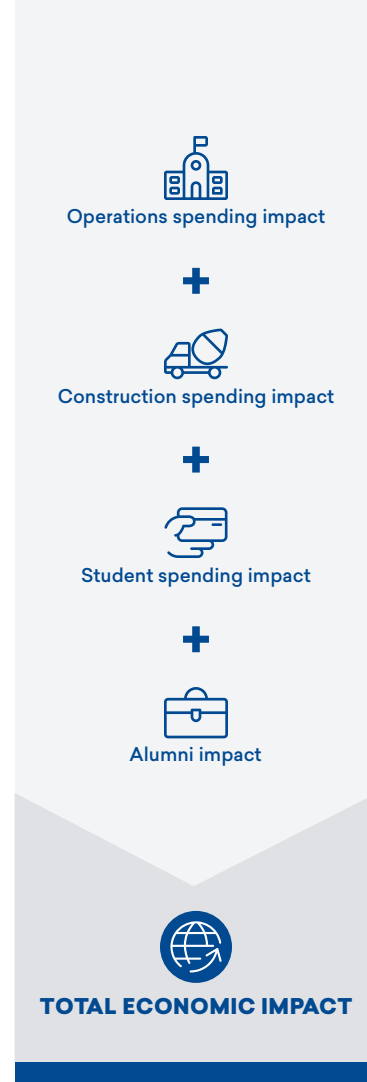 Operations spending impact
+
Construction spending impact
+
Student spending impact
+
Alumni impact
TOTAL ECONOMIC IMPACT